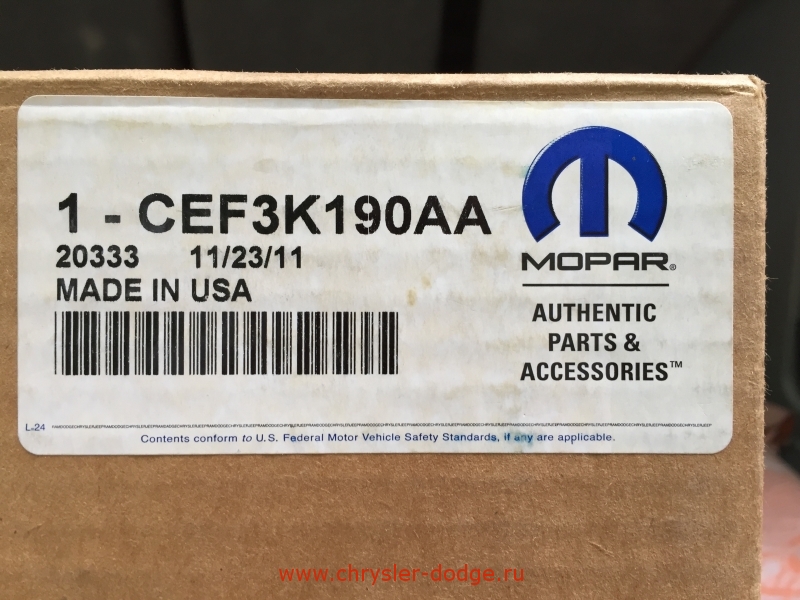 1 - CEF3K190AA
20333 11/23/11
MADE IN USA
MOPAR®
AUTHENTIC
PARTS &
ACCESSORIES™
L-24
Contents conform to U.S. Federal Motor Vehicle Safety Standards, if any are applicable.
www.chrysler-dodge.ru